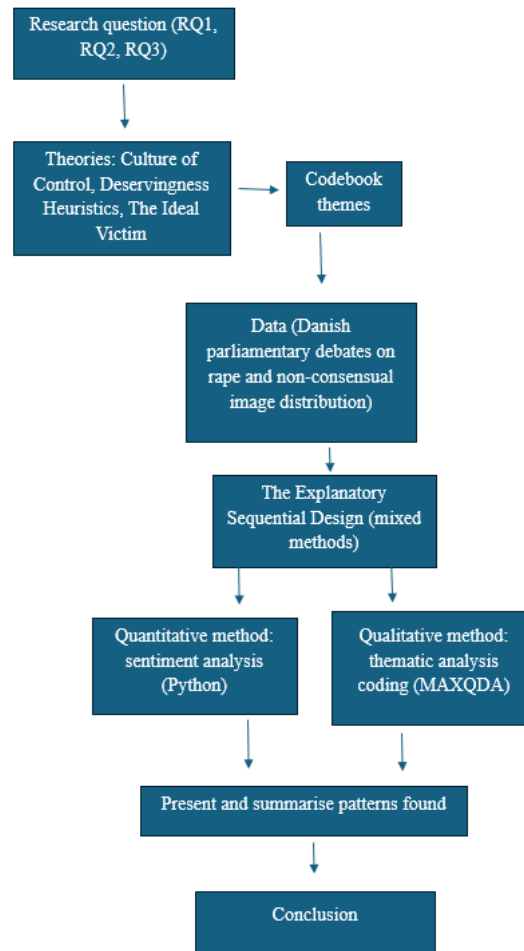 Research question (RQ1,
RQ2, RQ3)
Theories: Culture of
Control, Deservingness
Heuristics, The Ideal
Victim
Codebook
themes
Data (Danish
parliamentary debates on
rape and non-consensual
image distribution)
The Explanatory
Sequential Design (mixed
methods)
Quantitative method:
sentiment analysis
(Python)
Qualitative method:
thematic analysis
coding (MAXQDA)
Present and summarise patterns found
Conclusion